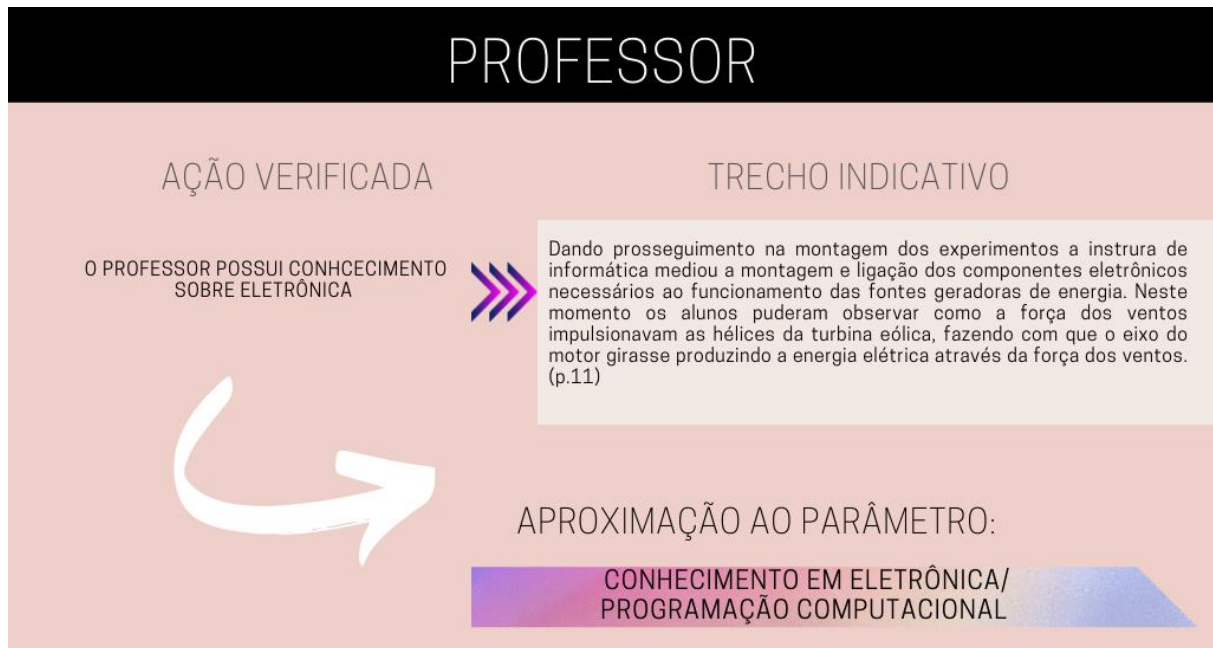 PROFESSOR
AÇÃO VERIFICADA
TRECHO INDICATIVO
O PROFESSOR POSSUI CONHCECIMENTO
SOBRE ELETRÔNICA
Dando prosseguimento na montagem dos experimentos a instrura de
informática mediou a montagem e ligação dos componentes eletrônicos
necessários ao funcionamento das fontes geradoras de energia. Neste
momento os alunos puderam observar como a força dos ventos
impulsionavam as hélices da turbina eólica, fazendo com que o eixo do
motor girasse produzindo a energia elétrica através da força dos ventos.
(p.11)
APROXIMAÇÃO AO PARÂMETRO:
CONHECIMENTO EM ELETRÔNICA/
PROGRAMAÇÃO COMPUTACIONAL